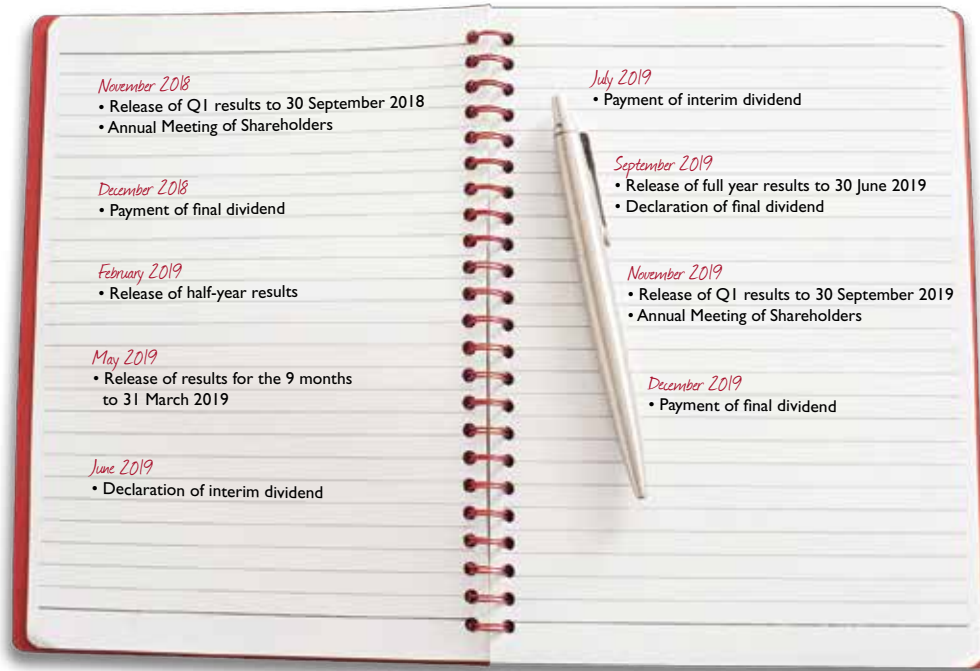 November 2018
• Release of Q1 results to 30 September 2018
• Annual Meeting of Shareholders
December 2018
• Payment of final dividend
February 2019
• Release of half-year results
May 2019
• Release of results for the 9 months
to 31 March 2019
June 2019
• Declaration of interim dividend
July 2019
• Payment of interim dividend
September 2019
• Release of full year results to 30 June 2019
• Declaration of final dividend
November 2019
• Release of Q1 results to 30 September 2019
• Annual Meeting of Shareholders
December 2019
• Payment of final dividend